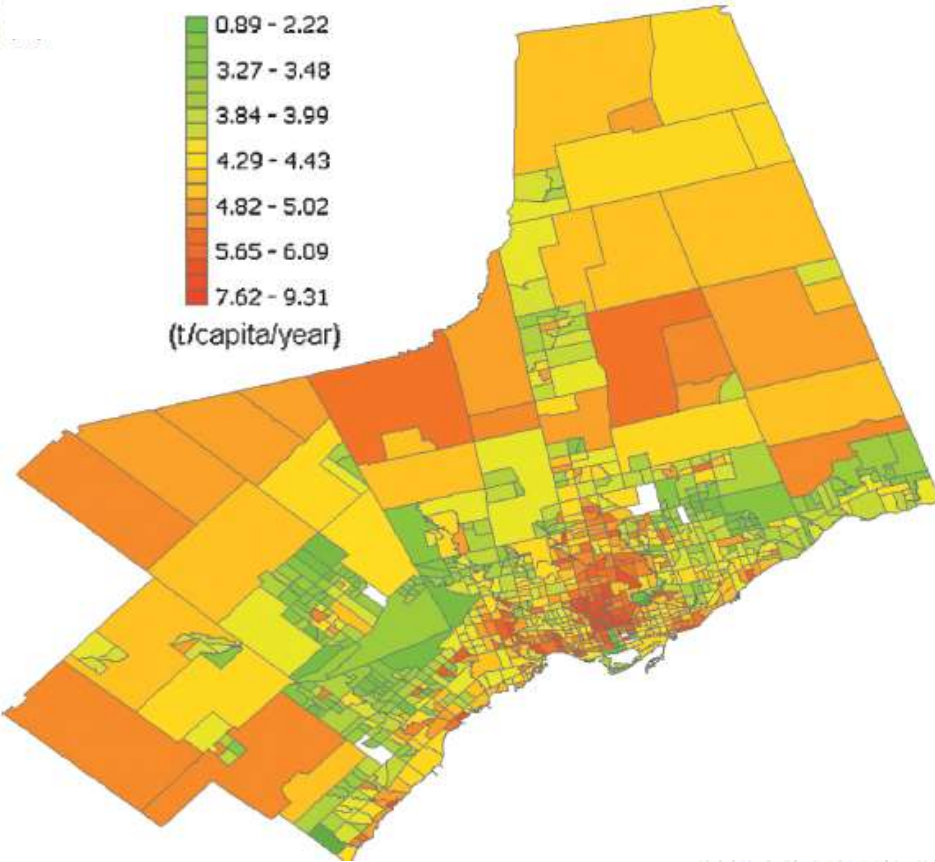 0.89 - 2.22
3.27 - 3.48
3.84 - 3.99
4.29 - 4.43
4.82 - 5.02
5.65 - 6.09
7.62 - 9.31
(t/capita/year)